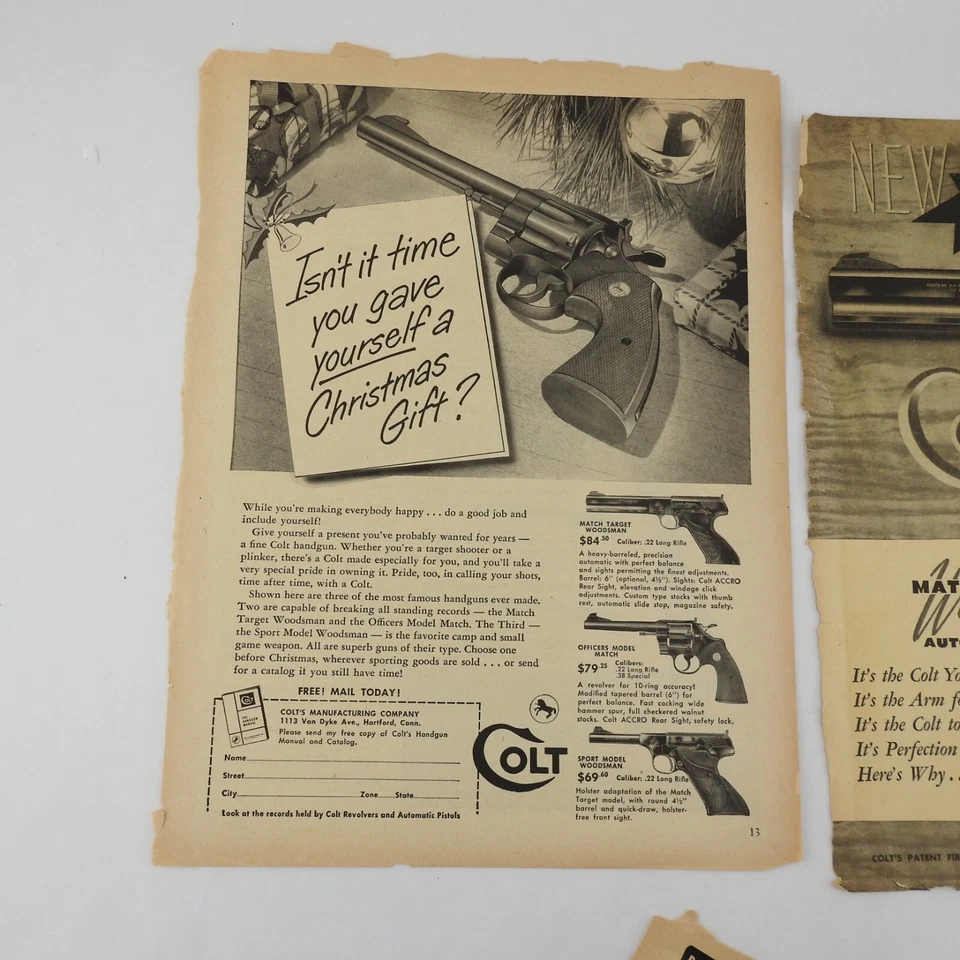 Isn't it time
you gave
yourself a
Christmas
Gift?
While you're making everybody happy . . . do a good job and
include yourself!
Give yourself a present you've probably wanted for years —
a fine Colt handgun. Whether you're a target shooter or a
plinker, there's a Colt made especially for you, and you'll take a
very special pride in owning it. Pride, too, in calling your shots,
time after time, with a Colt.
Shown here are three of the most famous handguns ever made.
Two are capable of breaking all standing records — the Match
Target Woodsman and the Officers Model Match. The Third —
the Sport Model Woodsman — is the favorite camp and small
game weapon. All are superb guns of their type. Choose one
before Christmas, wherever sporting goods are sold . . . or send
for a catalog if you still have time!
FREE! MAIL TODAY!
COLT'S MANUFACTURING COMPANY
1113 Van Dyke Ave., Hartford, Conn.
Please send my free copy of Colt's Handgun
Manual and Catalog.
Name
Street
City Zone State
Look at the records held by Colt Revolvers and Automatic Pistols
COLT
MATCH TARGET
WOODSMAN
$84.50 Caliber: .22 Long Rifle
A heavy-barreled, precision
automatic with perfect balance
and sights permitting the finest adjustments.
Barrel: 6" (optional, 4½"). Sights: Colt ACCRO
Rear Sight, elevation and windage click
adjustments. Custom type stocks with thumb
rest, automatic slide stop, magazine safety.
OFFICERS MODEL
MATCH
$79.25 Calibers:
.22 Long Rifle
.38 Special
A revolver for 10-ring accuracy!
Modified tapered barrel (6") for
perfect balance. Fast cocking wide
hammer spur, full checkered walnut
stocks. Colt ACCRO Rear Sight, safety lock.
SPORT MODEL
WOODSMAN
$69.60 Caliber: .22 Long Rifle
Holster adaptation of the Match
Target model, with round 4½"
barrel and quick-draw, holster-
free front sight.
13
NEW
MAT
AUTO
It's the Colt Yo
It's the Arm fo
It's the Colt to
It's Perfection
Here's Why . .
COLT'S PATENT FIR